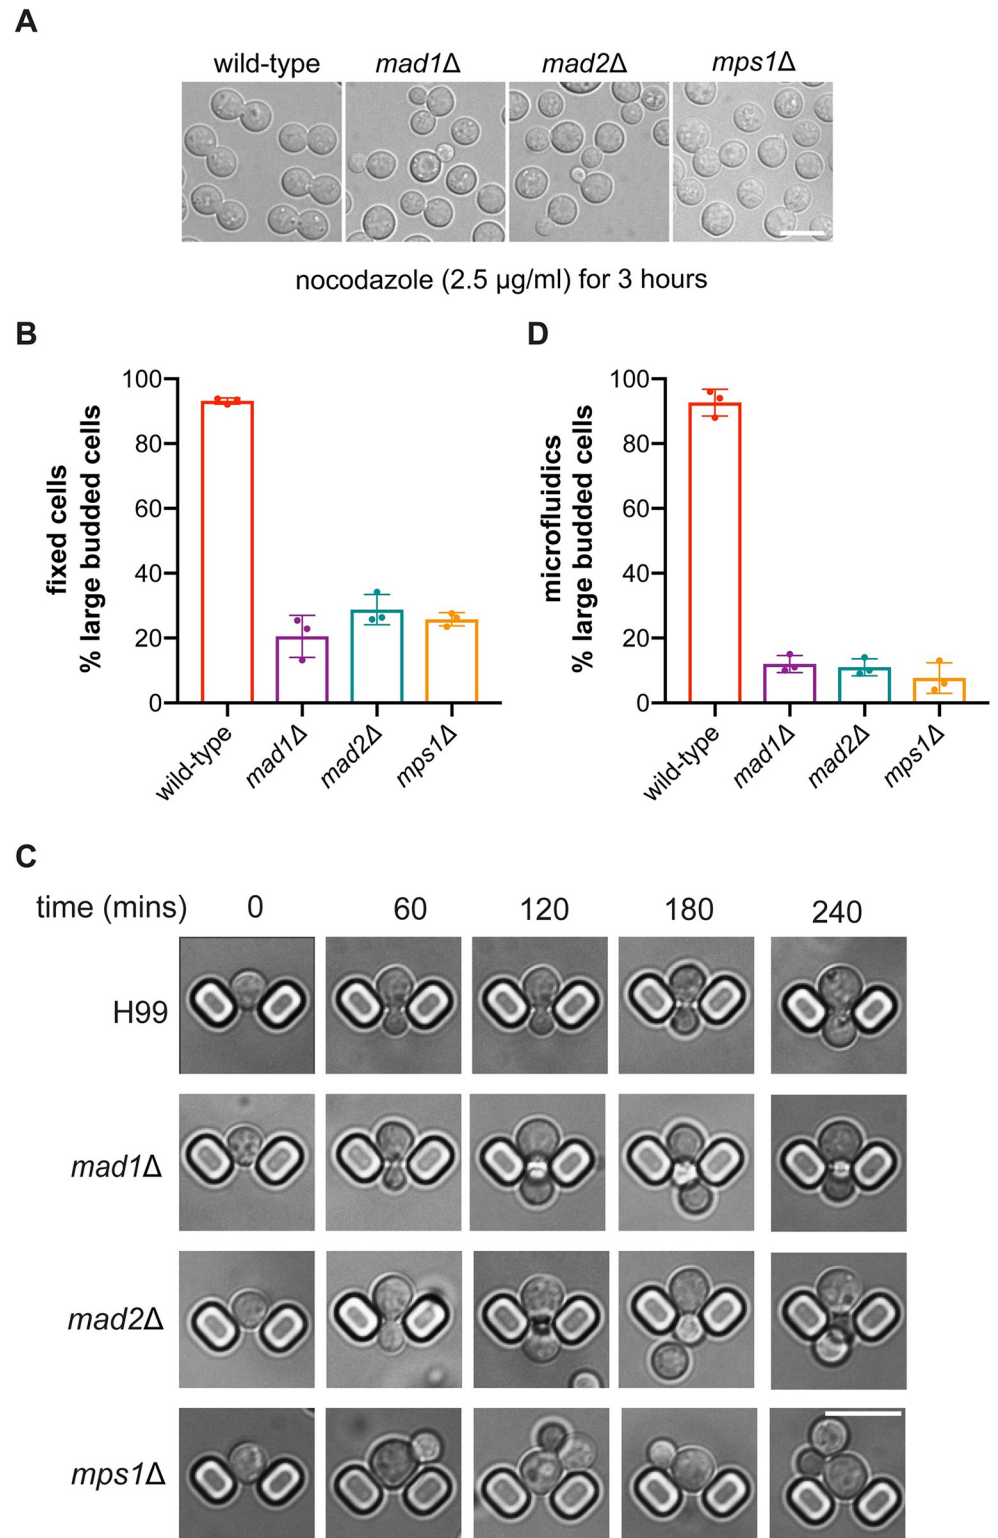 A
wild-type mad1Δ mad2Δ mps1Δ
nocodazole (2.5 µg/ml) for 3 hours
B
fixed cells
% large budded cells
100
80
60
40
20
0
wild-type mad1Δ mad2Δ mps1Δ
D
microfluidics
% large budded cells
100
80
60
40
20
0
wild-type mad1Δ mad2Δ mps1Δ
C
time (mins) 0 60 120 180 240
H99
mad1Δ
mad2Δ
mps1Δ